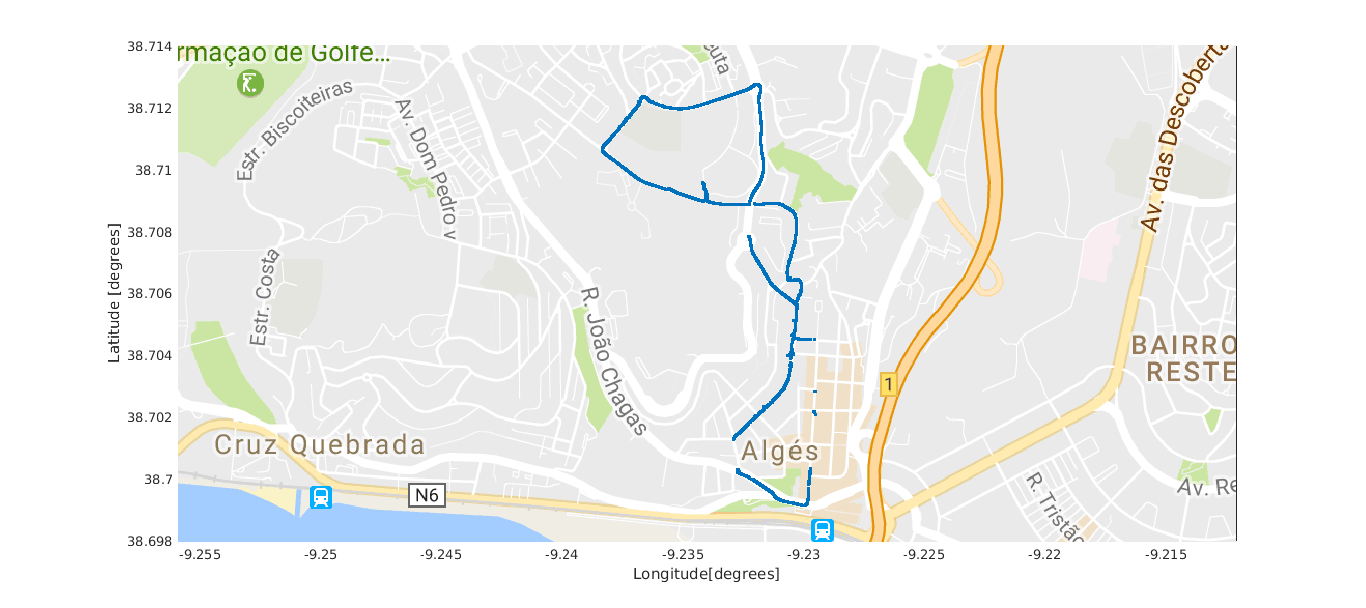 38.714
38.712
38.71
38.708
38.706
38.704
38.702
38.7
38.698
Latitude [degrees]
-9.255
-9.25
-9.245
-9.24
-9.235
-9.23
-9.225
-9.22
-9.215
Longitude[degrees]
rmação de Golfe...
Estr. Biscoiteiras
Av. Dom Pedro V
euta
Av. das Descoberta
Estr. Costa
R. João Chagas
BAIRRO
RESTE
1
Cruz Quebrada
Algés
N6
R. Tristão
Av. Re